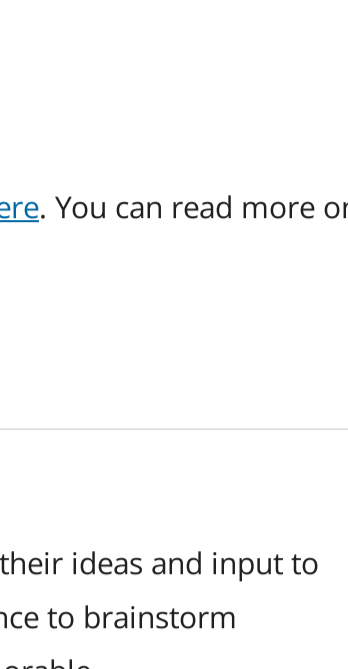 ere. You can read more or
their ideas and input to
nce to brainstorm